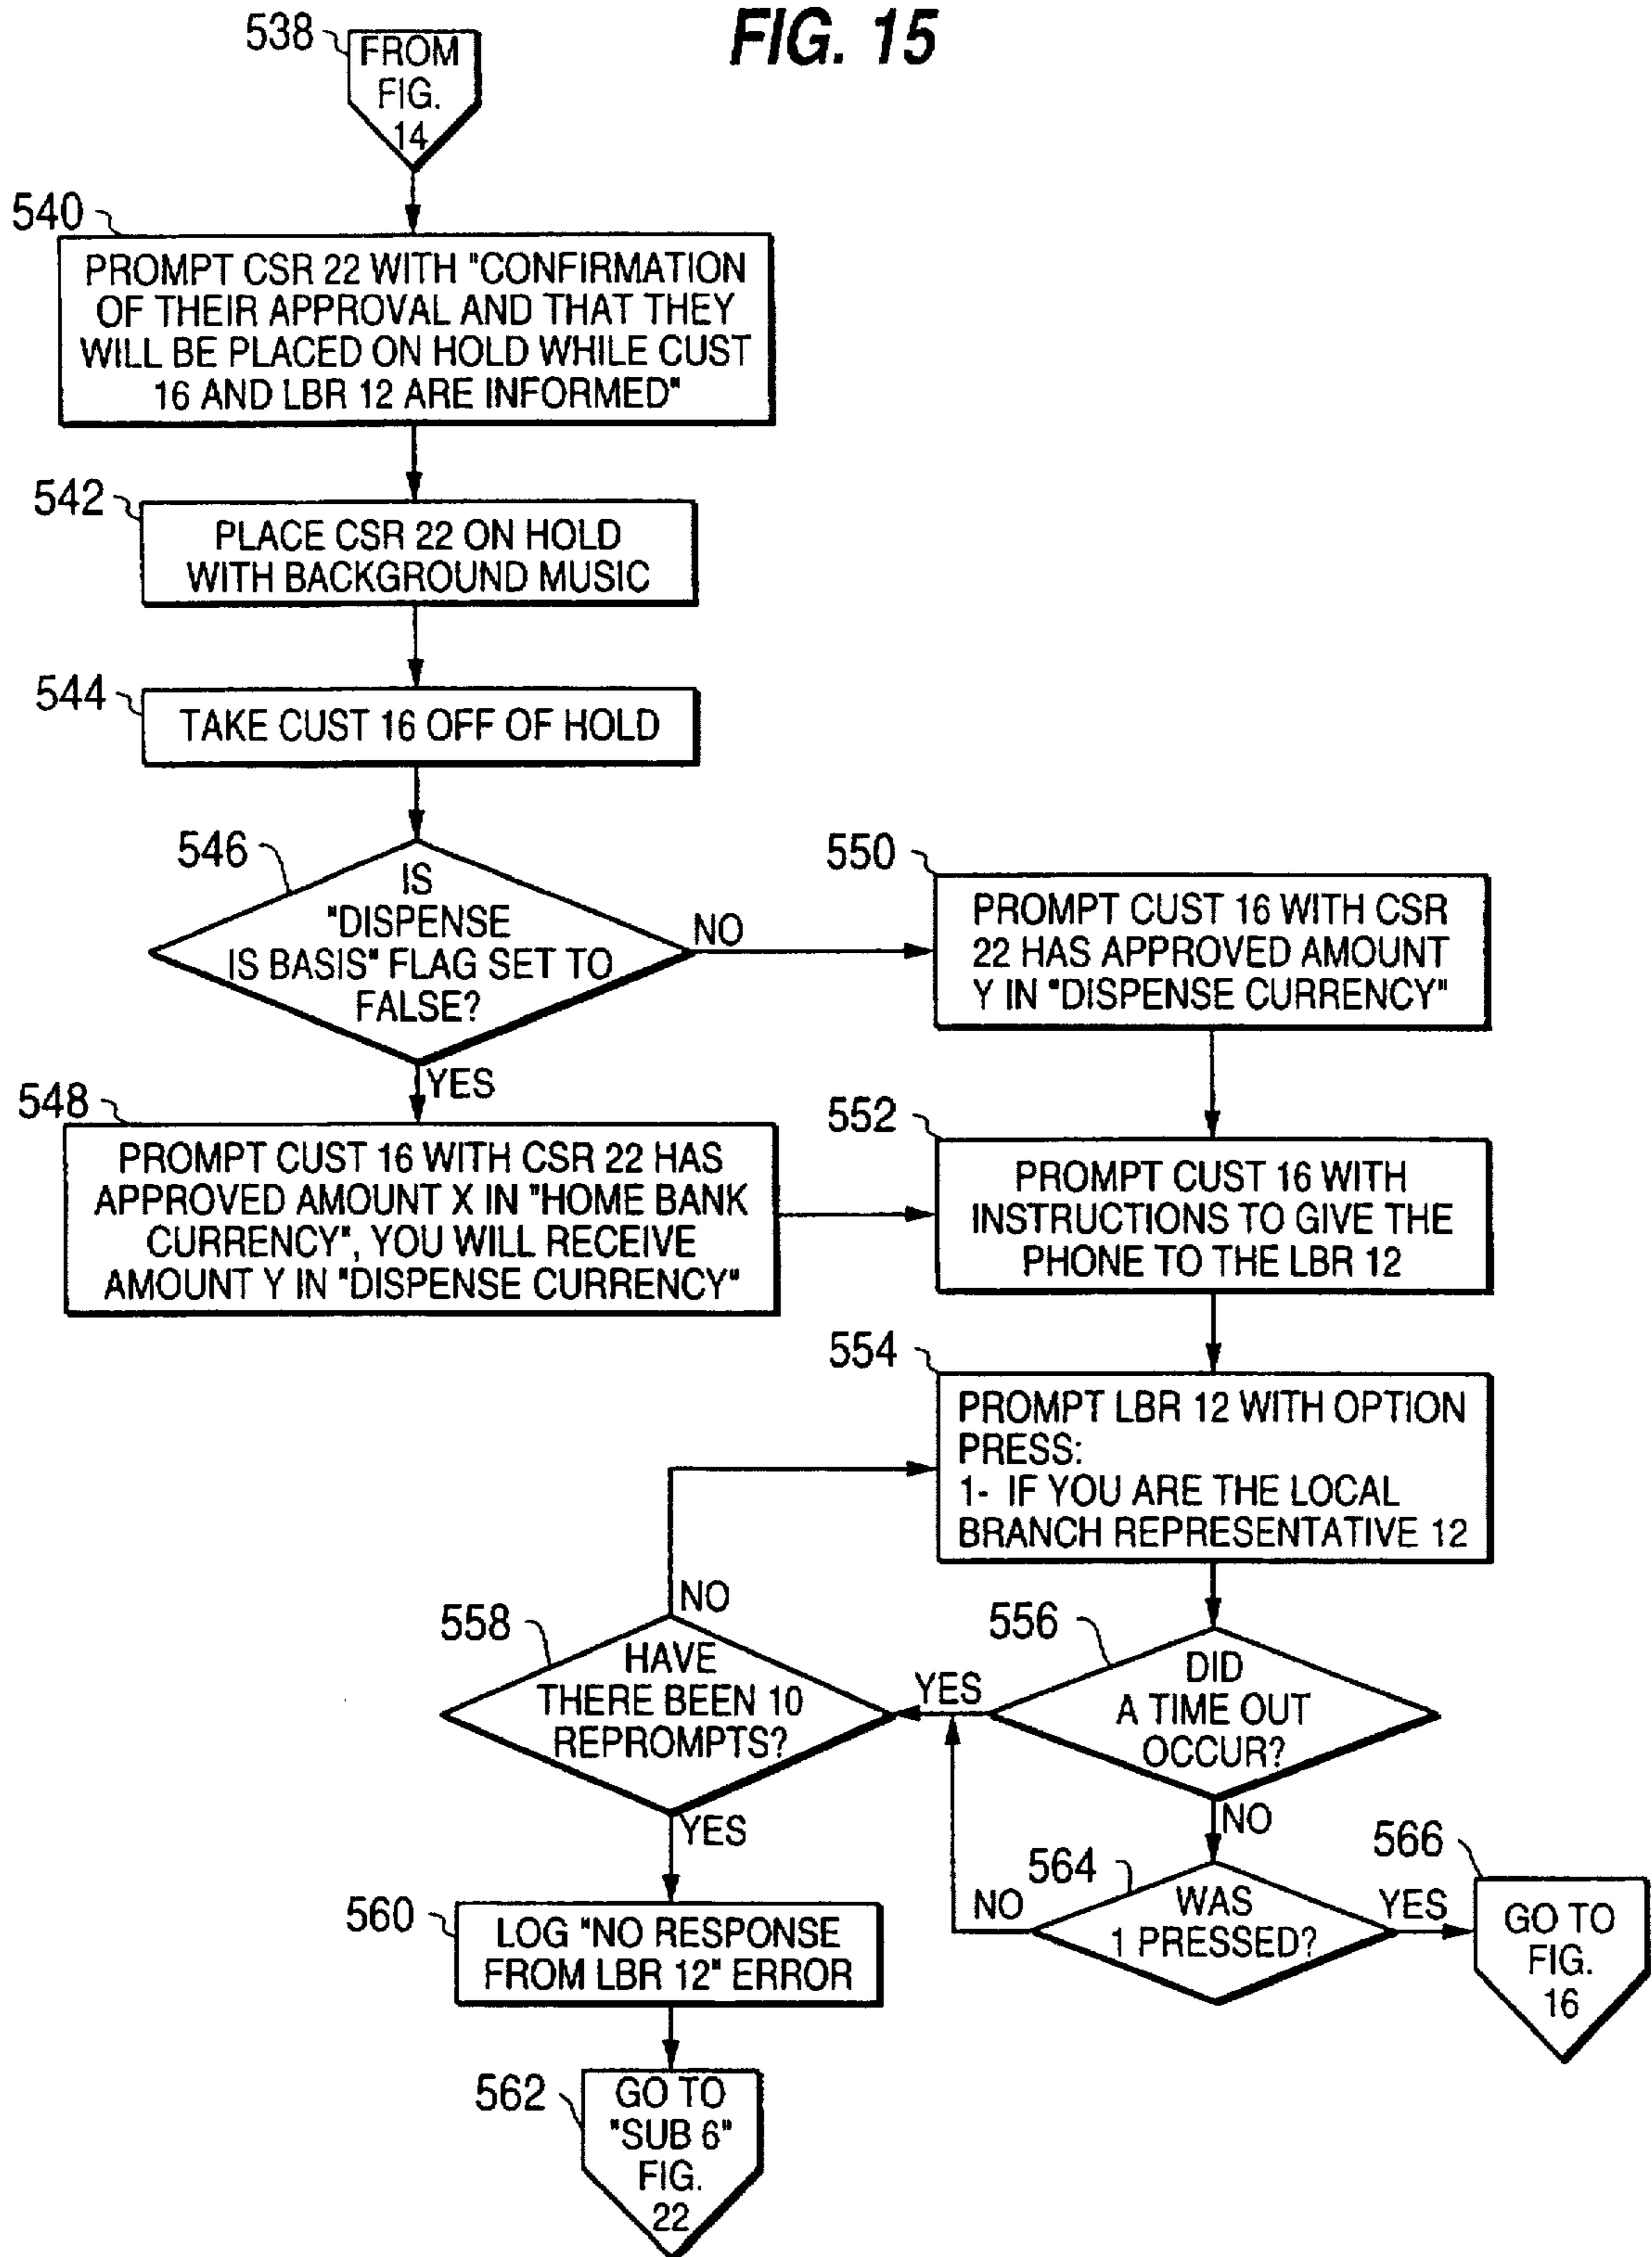 FIG. 15
538
FROM
FIG.
14
540
PROMPT CSR 22 WITH "CONFIRMATION
OF THEIR APPROVAL AND THAT THEY
WILL BE PLACED ON HOLD WHILE CUST
16 AND LBR 12 ARE INFORMED"
542
PLACE CSR 22 ON HOLD
WITH BACKGROUND MUSIC
544
TAKE CUST 16 OFF OF HOLD
546
IS
"DISPENSE
IS BASIS" FLAG SET TO
FALSE?
NO
YES
550
PROMPT CUST 16 WITH CSR
22 HAS APPROVED AMOUNT
Y IN "DISPENSE CURRENCY"
548
PROMPT CUST 16 WITH CSR 22 HAS
APPROVED AMOUNT X IN "HOME BANK
CURRENCY", YOU WILL RECEIVE
AMOUNT Y IN "DISPENSE CURRENCY"
552
PROMPT CUST 16 WITH
INSTRUCTIONS TO GIVE THE
PHONE TO THE LBR 12
554
PROMPT LBR 12 WITH OPTION
PRESS:
1- IF YOU ARE THE LOCAL
BRANCH REPRESENTATIVE 12
556
DID
A TIME OUT
OCCUR?
YES
NO
558
NO
HAVE
THERE BEEN 10
REPROMPTS?
YES
564
WAS
1 PRESSED?
NO
YES
566
GO TO
FIG.
16
560
LOG "NO RESPONSE
FROM LBR 12" ERROR
562
GO TO
"SUB 6"
FIG.
22